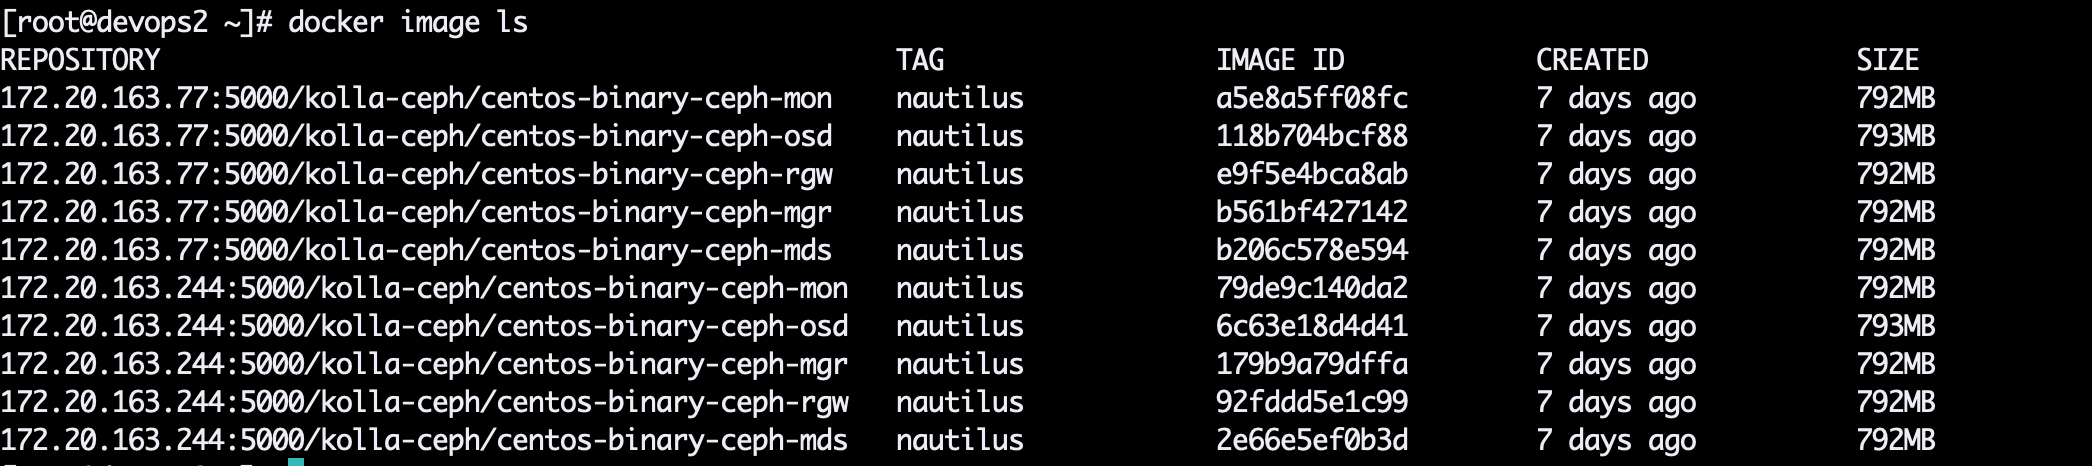 [root@devops2 ~]# docker image ls
REPOSITORY TAG IMAGE ID CREATED SIZE
172.20.163.77:5000/kolla-ceph/centos-binary-ceph-mon nautilus a5e8a5ff08fc 7 days ago 792MB
172.20.163.77:5000/kolla-ceph/centos-binary-ceph-osd nautilus 118b704bcf88 7 days ago 793MB
172.20.163.77:5000/kolla-ceph/centos-binary-ceph-rgw nautilus e9f5e4bca8ab 7 days ago 792MB
172.20.163.77:5000/kolla-ceph/centos-binary-ceph-mgr nautilus b561bf427142 7 days ago 792MB
172.20.163.77:5000/kolla-ceph/centos-binary-ceph-mds nautilus b206c578e594 7 days ago 792MB
172.20.163.244:5000/kolla-ceph/centos-binary-ceph-mon nautilus 79de9c140da2 7 days ago 792MB
172.20.163.244:5000/kolla-ceph/centos-binary-ceph-osd nautilus 6c63e18d4d41 7 days ago 793MB
172.20.163.244:5000/kolla-ceph/centos-binary-ceph-mgr nautilus 179b9a79dffa 7 days ago 792MB
172.20.163.244:5000/kolla-ceph/centos-binary-ceph-rgw nautilus 92fddd5e1c99 7 days ago 792MB
172.20.163.244:5000/kolla-ceph/centos-binary-ceph-mds nautilus 2e66e5ef0b3d 7 days ago 792MB